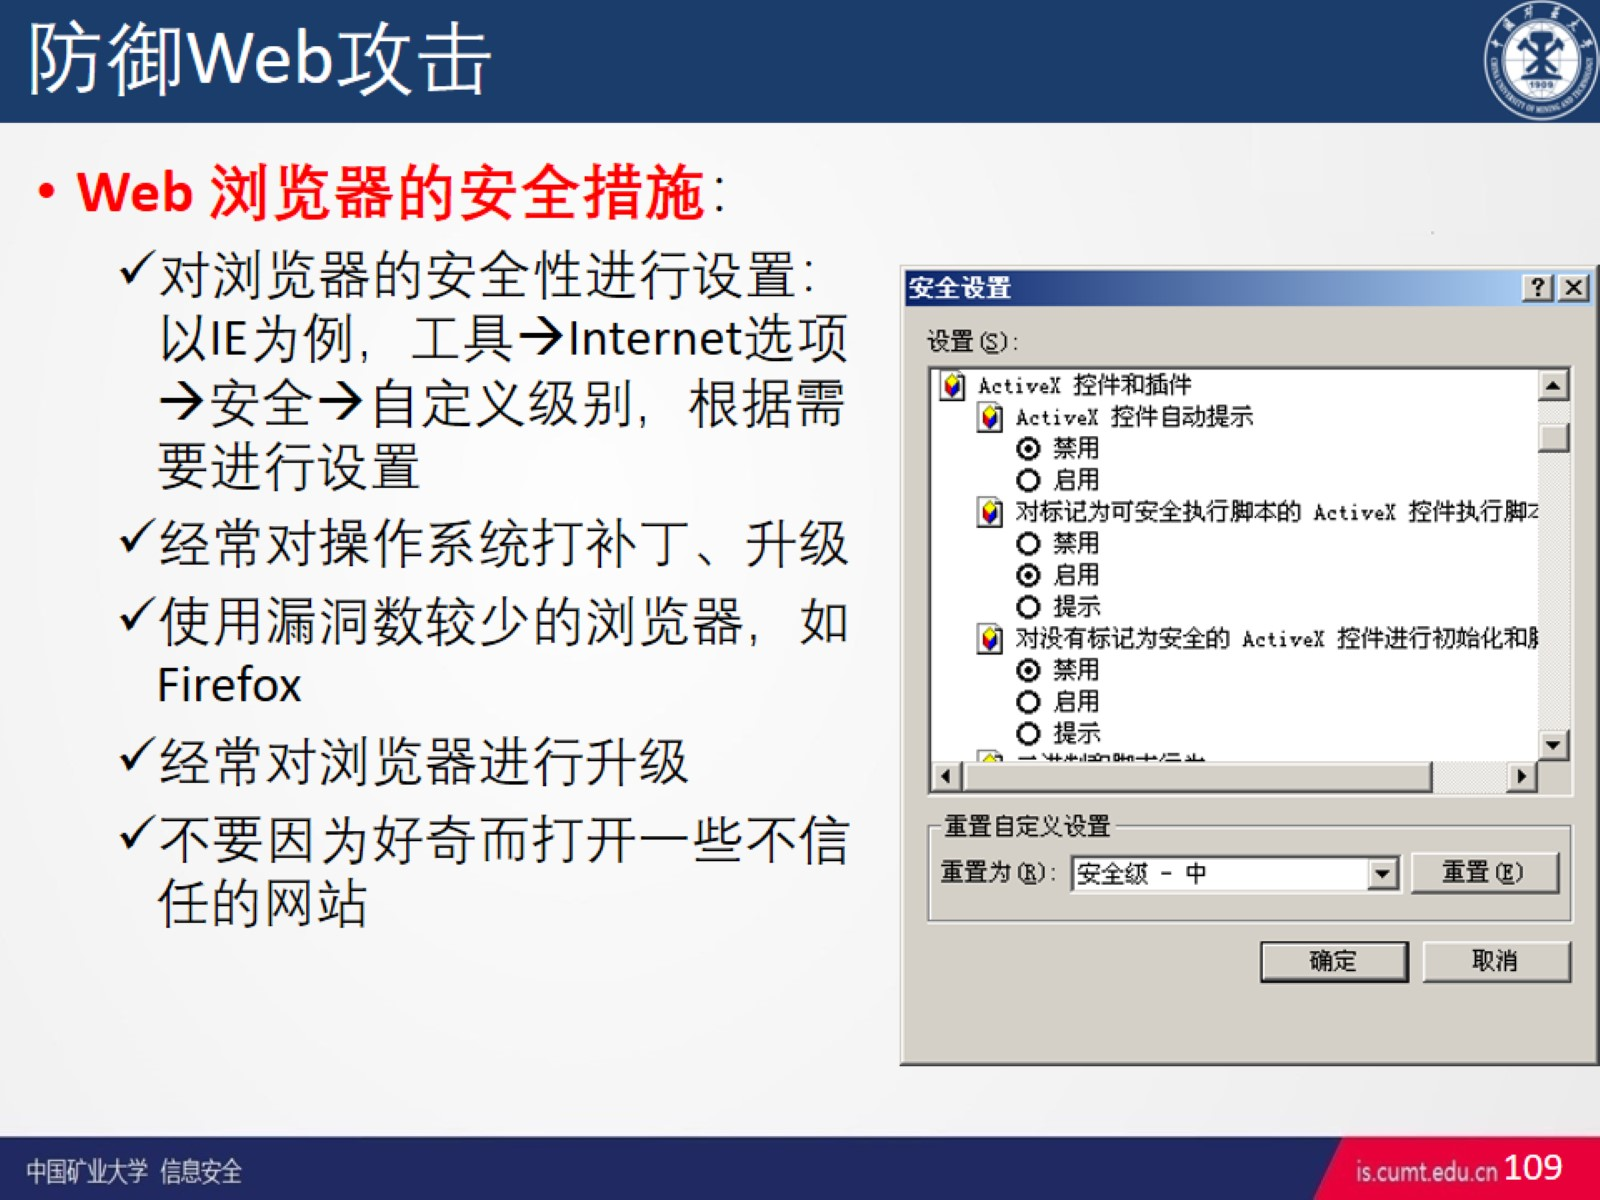 防御Web攻击
• Web 浏览器的安全措施：
✓对浏览器的安全性进行设置：
以IE为例，工具→Internet选项
→安全→自定义级别，根据需
要进行设置
✓经常对操作系统打补丁、升级
✓使用漏洞数较少的浏览器，如
Firefox
✓经常对浏览器进行升级
✓不要因为好奇而打开一些不信
任的网站
安全设置
设置(S)：
ActiveX 控件和插件
ActiveX 控件自动提示
禁用
启用
对标记为可安全执行脚本的 ActiveX 控件执行脚本
禁用
启用
提示
对没有标记为安全的 ActiveX 控件进行初始化和脚
禁用
启用
提示
二进制和脚本行为
重置自定义设置
重置为(R)： 安全级 - 中 重置(E)
确定 取消
中国矿业大学 信息安全
is.cumt.edu.cn 109